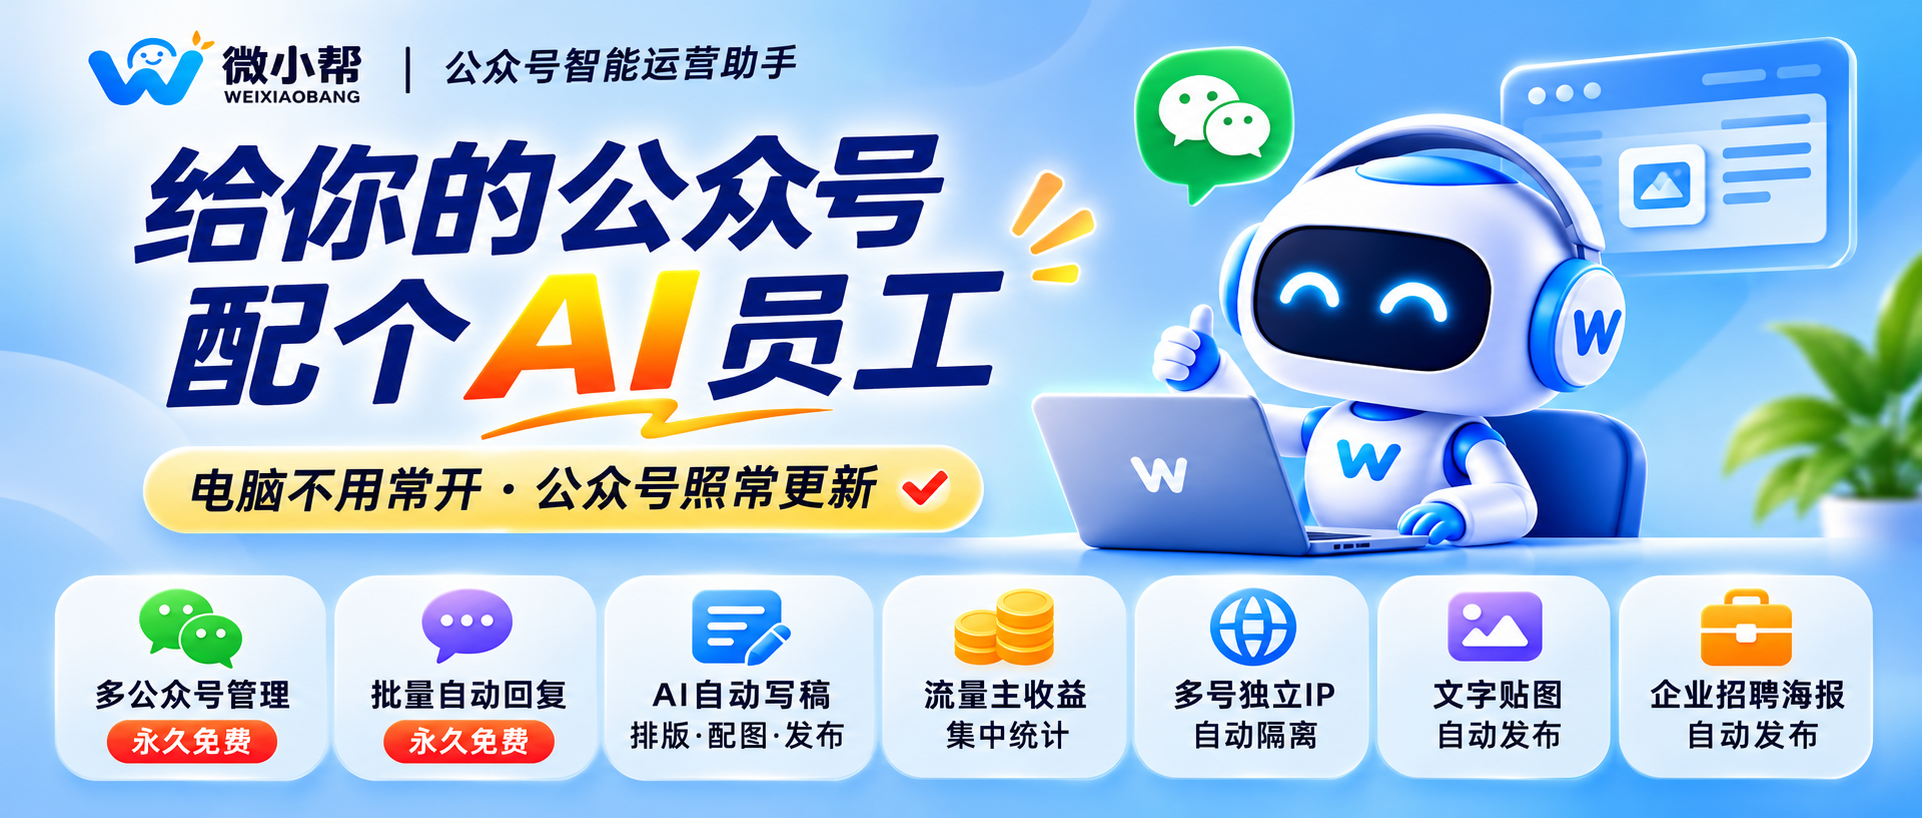 微小帮
WEIXIAOBANG
公众号智能运营助手
给你的公众号
配个AI员工
电脑不用常开·公众号照常更新
W
W
W
多公众号管理
永久免费
批量自动回复
永久免费
AI自动写稿
排版·配图·发布
流量主收益
集中统计
多号独立IP
自动隔离
文字贴图
自动发布
企业招聘海报
自动发布